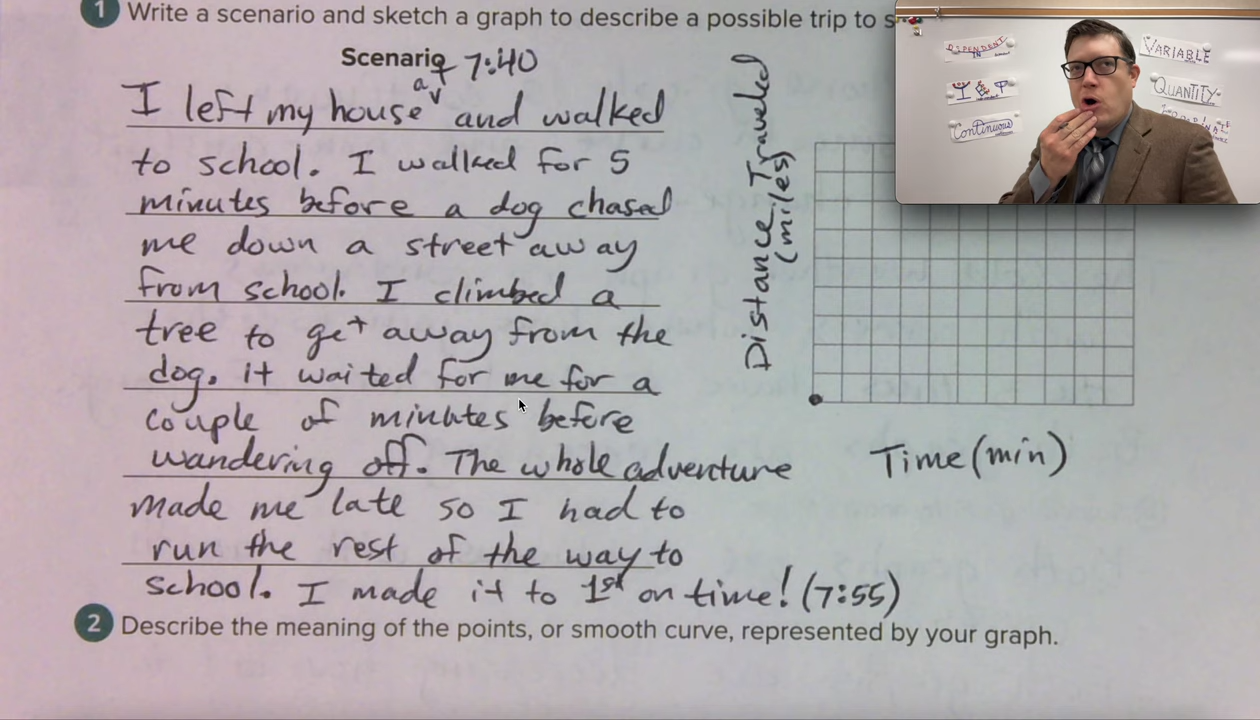 1 Write a scenario and sketch a graph to describe a possible trip to s
Scenario
at 7:40
I left my house and walked
to school. I walked for 5
minutes before a dog chased
me down a street away
from school. I climbed a
tree to get away from the
dog. it waited for me for a
couple of minutes before
wandering off. The whole adventure
made me late so I had to
run the rest of the way to
school. I made it to 1st on time! (7:55)
Distance Traveled
(miles)
Time (min)
2 Describe the meaning of the points, or smooth curve, represented by your graph.
DEPENDENT
IN
Continuous
VARIABLE
QUANTITY